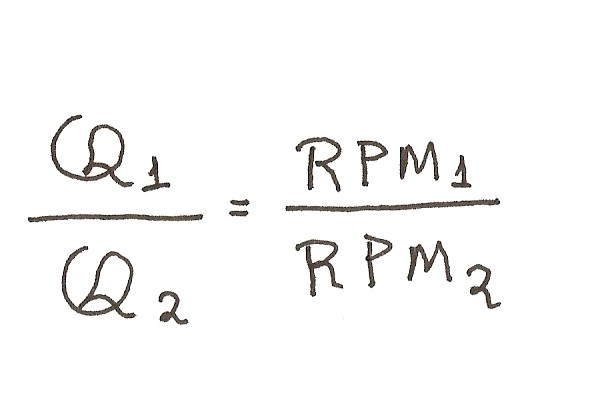 Q1 / Q2 = RPM1 / RPM2